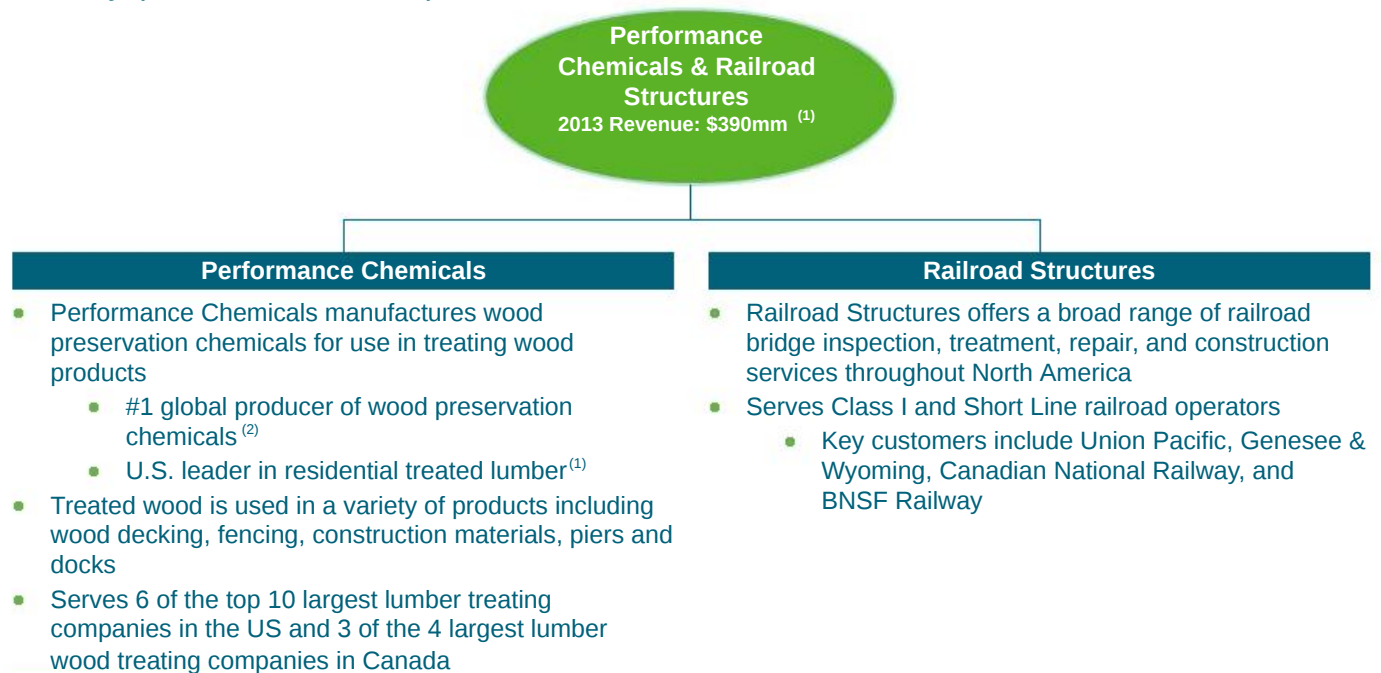 Performance
Chemicals & Railroad
Structures
2013 Revenue: $390mm (1)
Performance Chemicals
Performance Chemicals manufactures wood
preservation chemicals for use in treating wood
products
#1 global producer of wood preservation
chemicals (2)
U.S. leader in residential treated lumber (1)
Treated wood is used in a variety of products including
wood decking, fencing, construction materials, piers and
docks
Serves 6 of the top 10 largest lumber treating
companies in the US and 3 of the 4 largest lumber
wood treating companies in Canada
Railroad Structures
Railroad Structures offers a broad range of railroad
bridge inspection, treatment, repair, and construction
services throughout North America
Serves Class I and Short Line railroad operators
Key customers include Union Pacific, Genesee &
Wyoming, Canadian National Railway, and
BNSF Railway